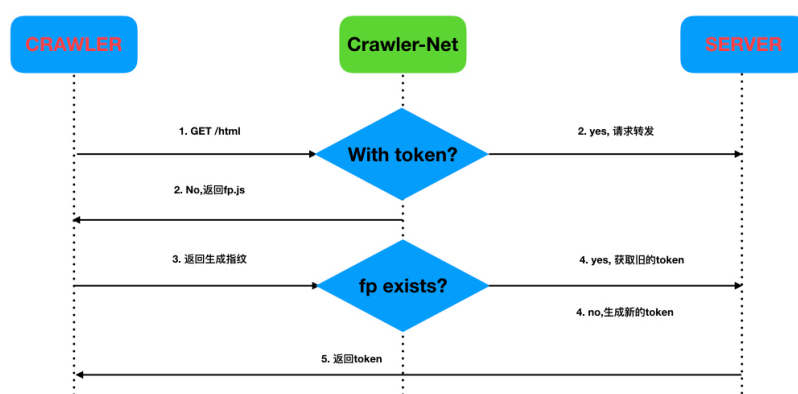 CRAWLER
Crawler-Net
SERVER
1. GET /html
2. yes, 请求转发
With token?
2. No,返回fp.js
3. 返回生成指纹
4. yes, 获取旧的token
fp exists?
4. no,生成新的token
5. 返回token